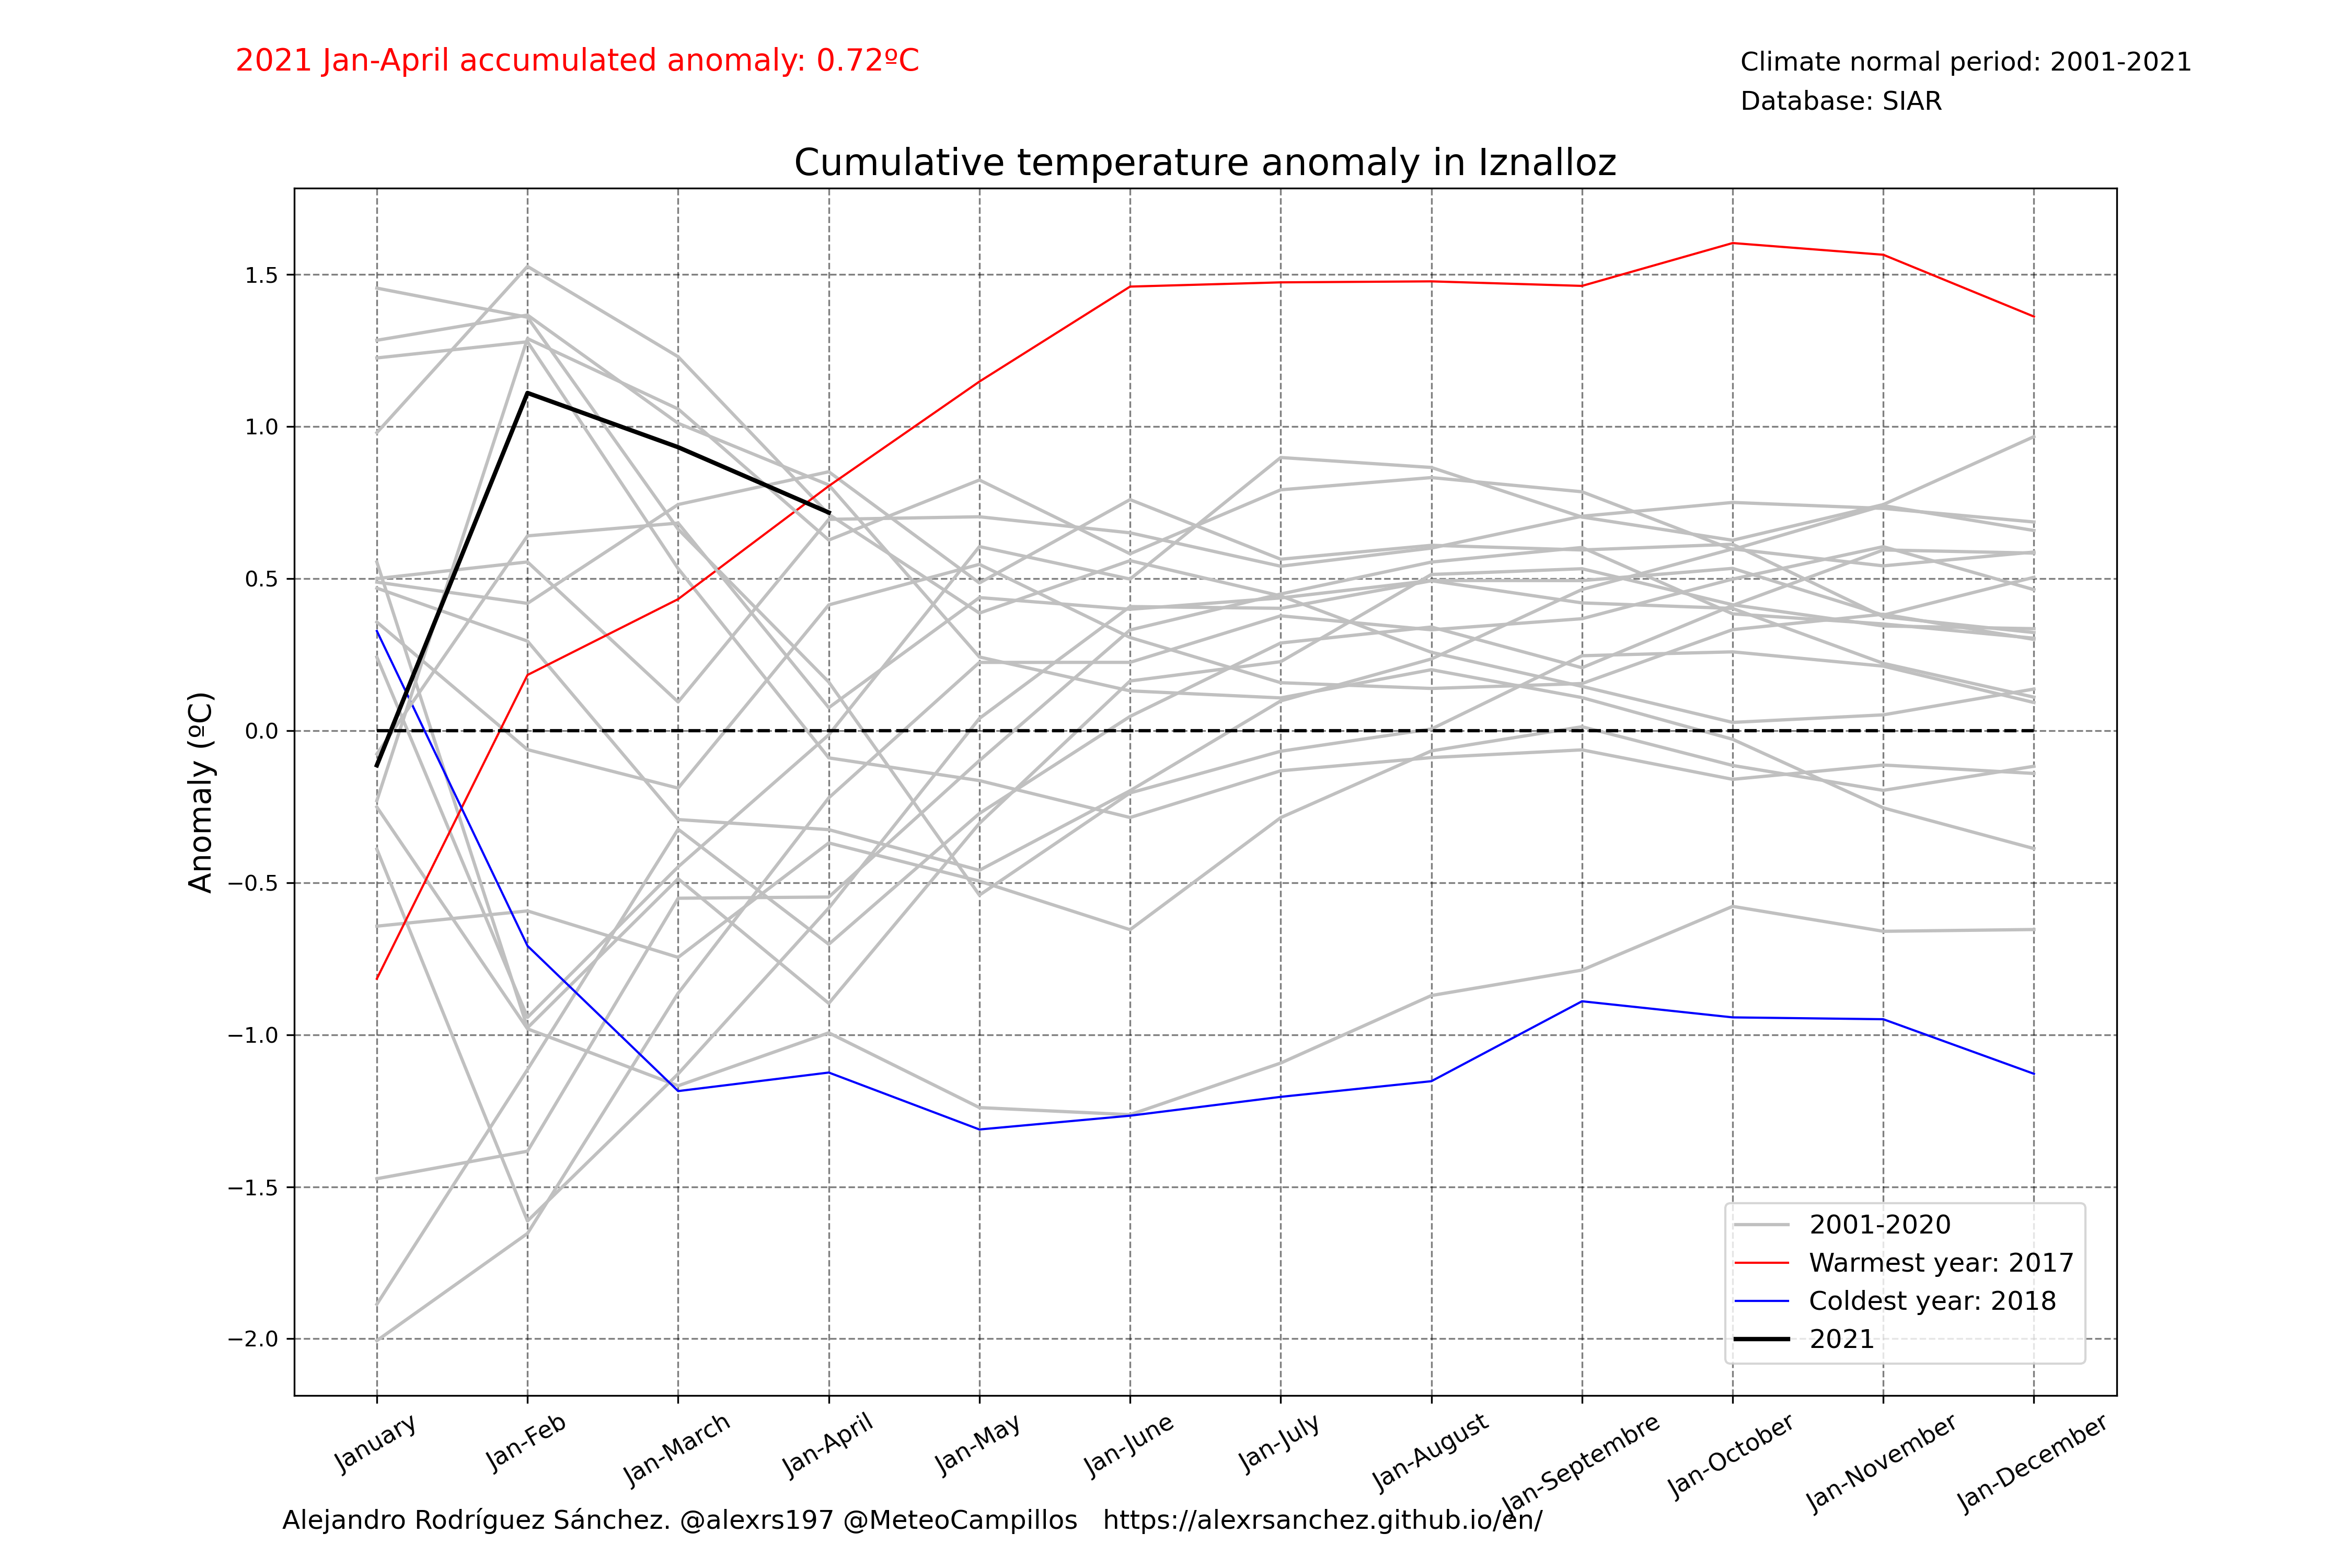 2021 Jan-April accumulated anomaly: 0.72ºC
Climate normal period: 2001-2021
Database: SIAR
Cumulative temperature anomaly in Iznalloz
Anomaly (ºC)
1.5
1.0
0.5
0.0
−0.5
−1.0
−1.5
−2.0
2001-2020
Warmest year: 2017
Coldest year: 2018
2021
January
Jan-Feb
Jan-March
Jan-April
Jan-May
Jan-June
Jan-July
Jan-August
Jan-Septembre
Jan-October
Jan-November
Jan-December
Alejandro Rodríguez Sánchez. @alexrs197 @MeteoCampillos https://alexrsanchez.github.io/en/